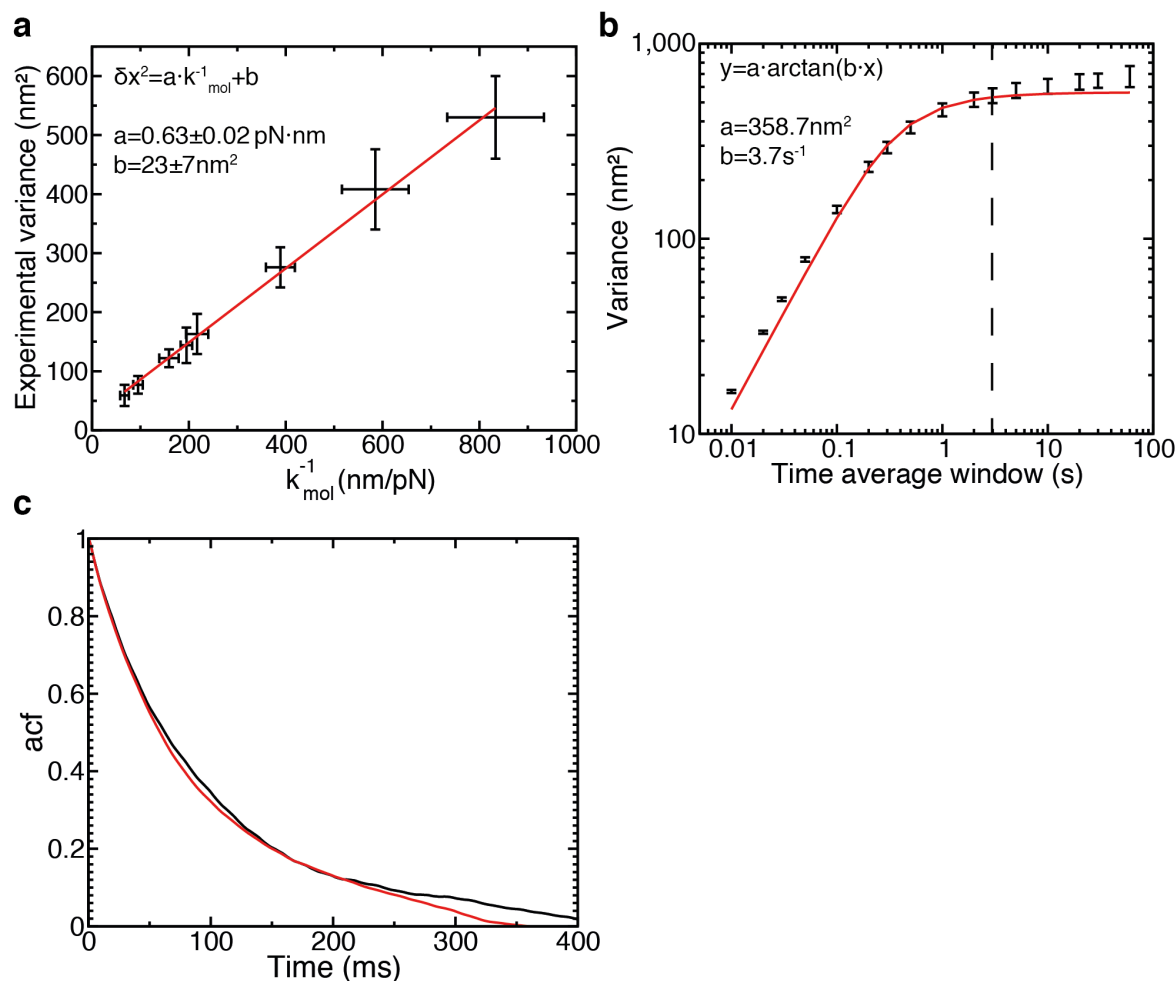 a
δx²=a·k⁻¹mol+b
a=0.63±0.02 pN·nm
b=23±7nm²
Experimental variance (nm²)
600
500
400
300
200
100
0
0 200 400 600 800 1000
k⁻¹mol (nm/pN)
b
y=a·arctan(b·x)
a=358.7nm²
b=3.7s⁻¹
Variance (nm²)
1,000
100
10
0.01 0.1 1 10 100
Time average window (s)
c
acf
1
0.8
0.6
0.4
0.2
0
0 100 200 300 400
Time (ms)